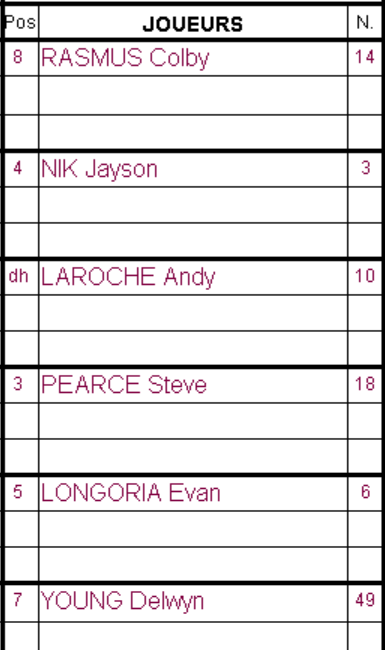 Pos JOUEURS N.
8 RASMUS Colby 14
4 NIK Jayson 3
dh LAROCHE Andy 10
3 PEARCE Steve 18
5 LONGORIA Evan 6
7 YOUNG Delwyn 49